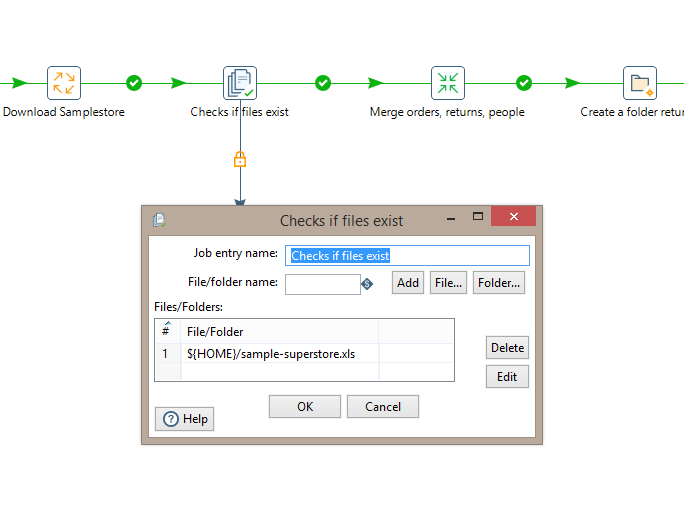 Download Samplestore
Checks if files exist
Merge orders, returns, people
Create a folder retur
Checks if files exist
Job entry name: Checks if files exist
File/folder name: Add File... Folder...
Files/Folders:
# File/Folder
1 ${HOME}/sample-superstore.xls
Delete
Edit
OK Cancel
Help